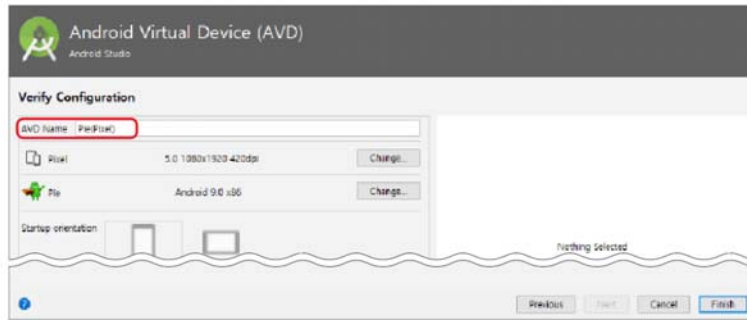 Android Virtual Device (AVD)
Android Studio
Verify Configuration
AVD Name Pie(Pixel)
Pixel 5.0 1080x1920 420dpi Change...
Pie Android 9.0 x86 Change...
Startup orientation
Nothing Selected
? Previous Next Cancel Finish